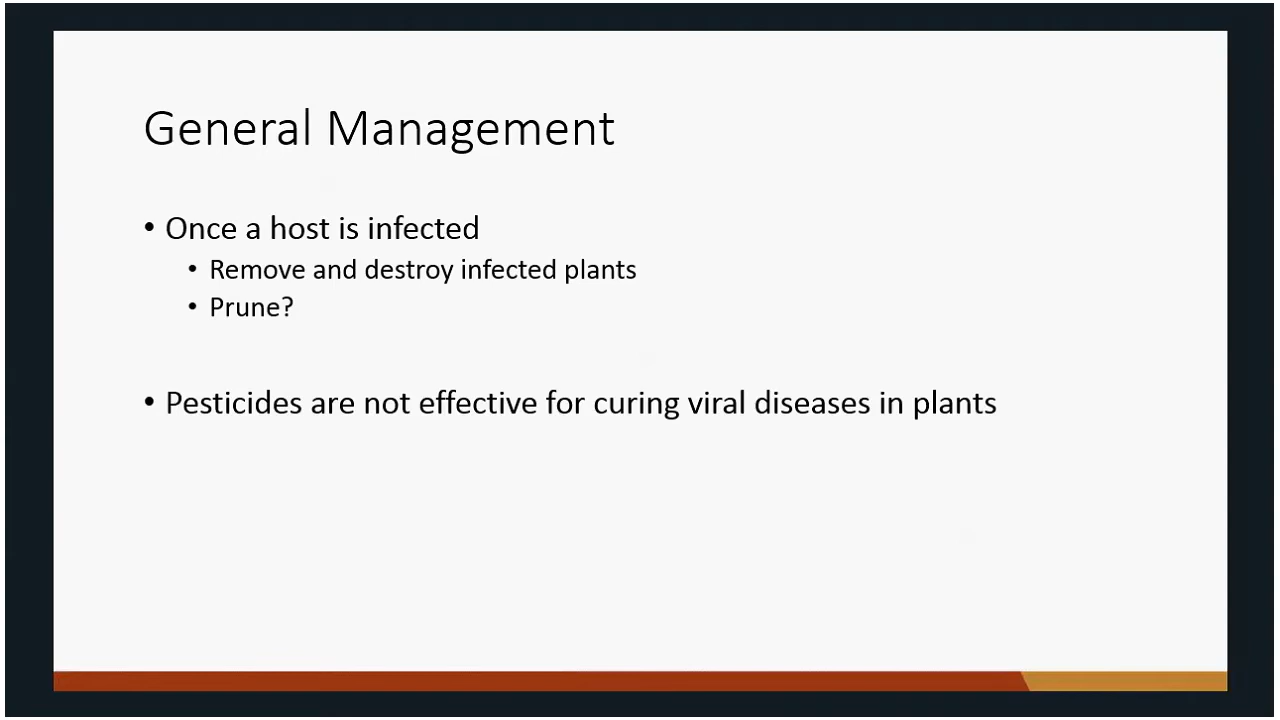 General Management
• Once a host is infected
• Remove and destroy infected plants
• Prune?
• Pesticides are not effective for curing viral diseases in plants